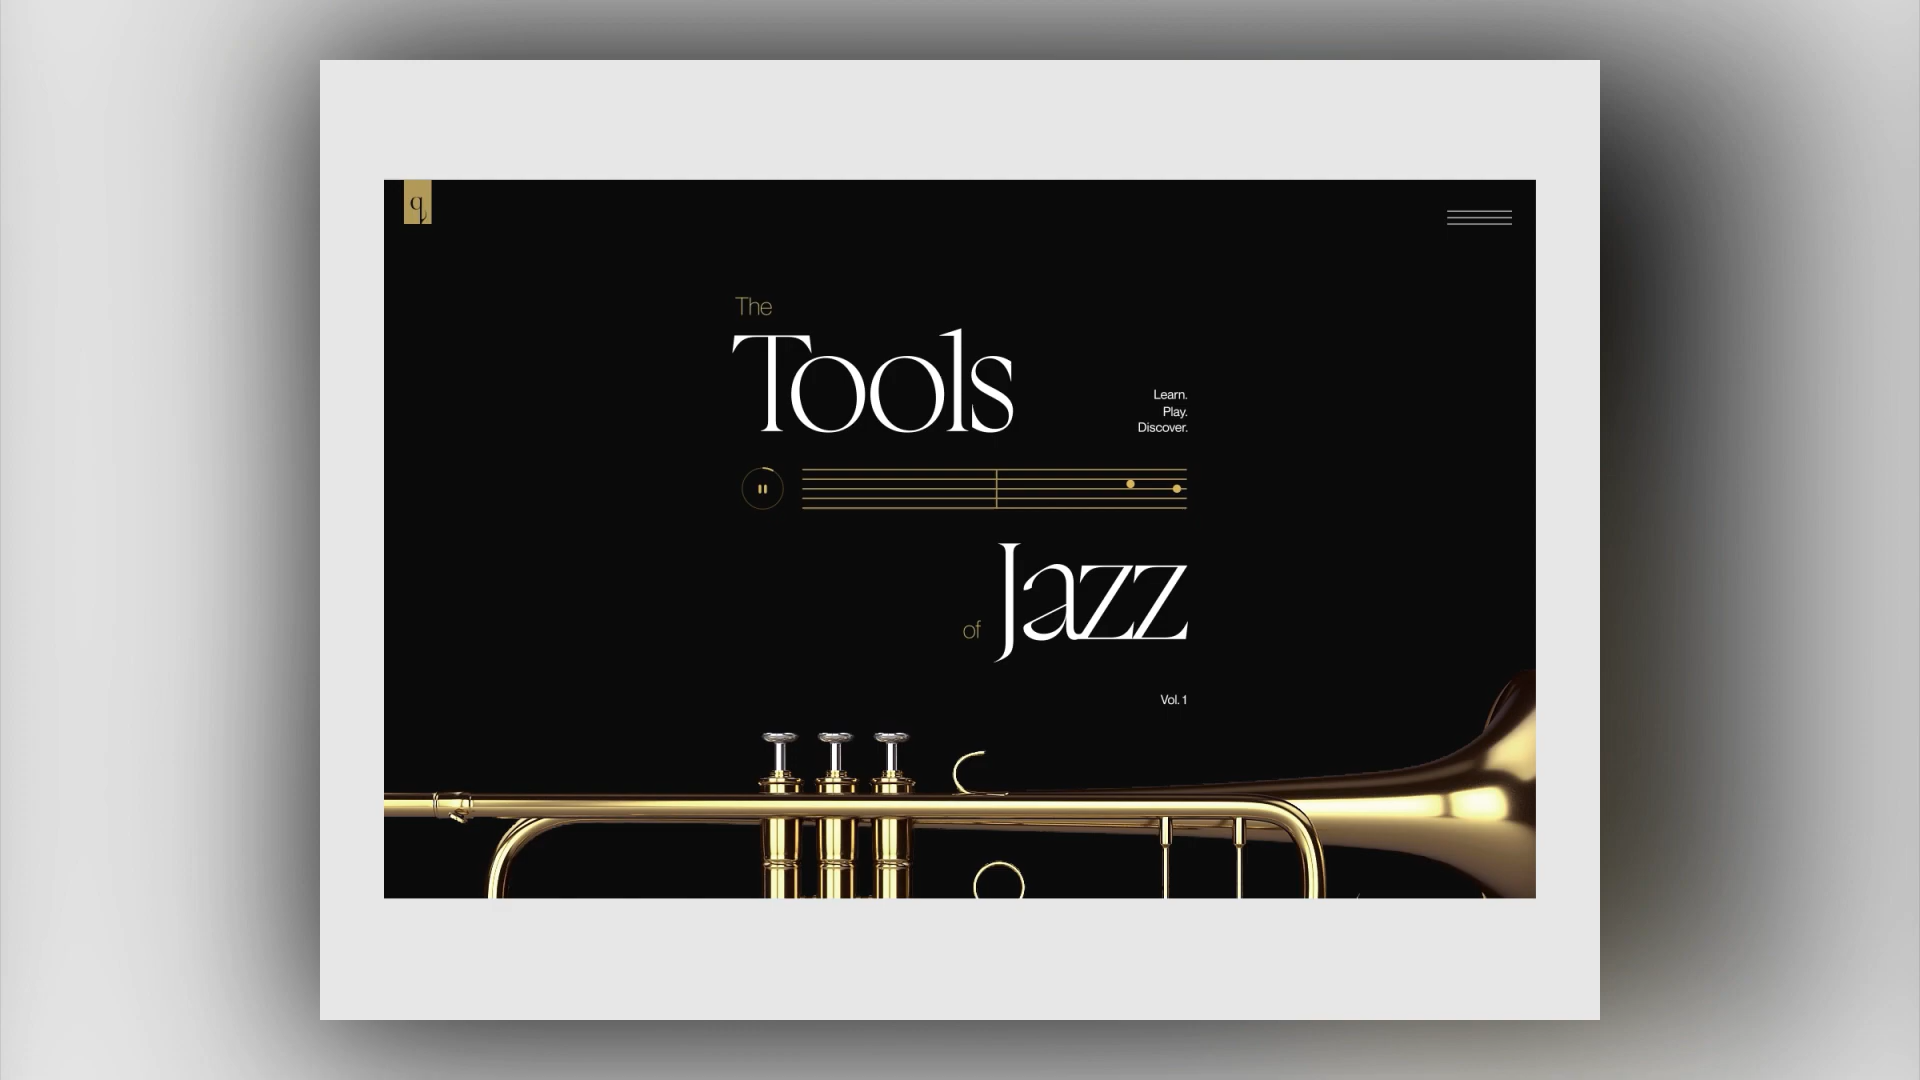 q
The
Tools
Learn.
Play.
Discover.
of
Jazz
Vol. 1